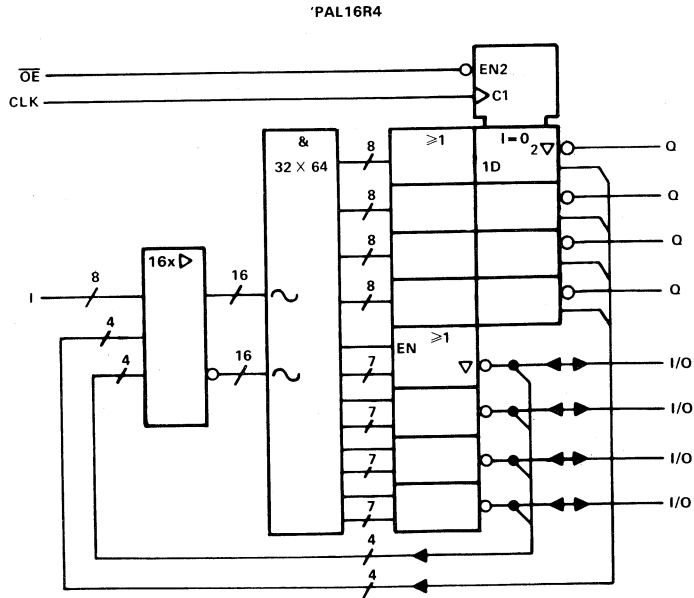 'PAL16R4
OE
EN2
CLK
C1
&
32 X 64
8
≥1
I=0
2 ▽
1D
Q
8
Q
8
Q
16x ▷
8
Q
I
8
16
4
EN
≥1
▽
I/O
4
16
7
7
I/O
7
I/O
7
I/O
4
4